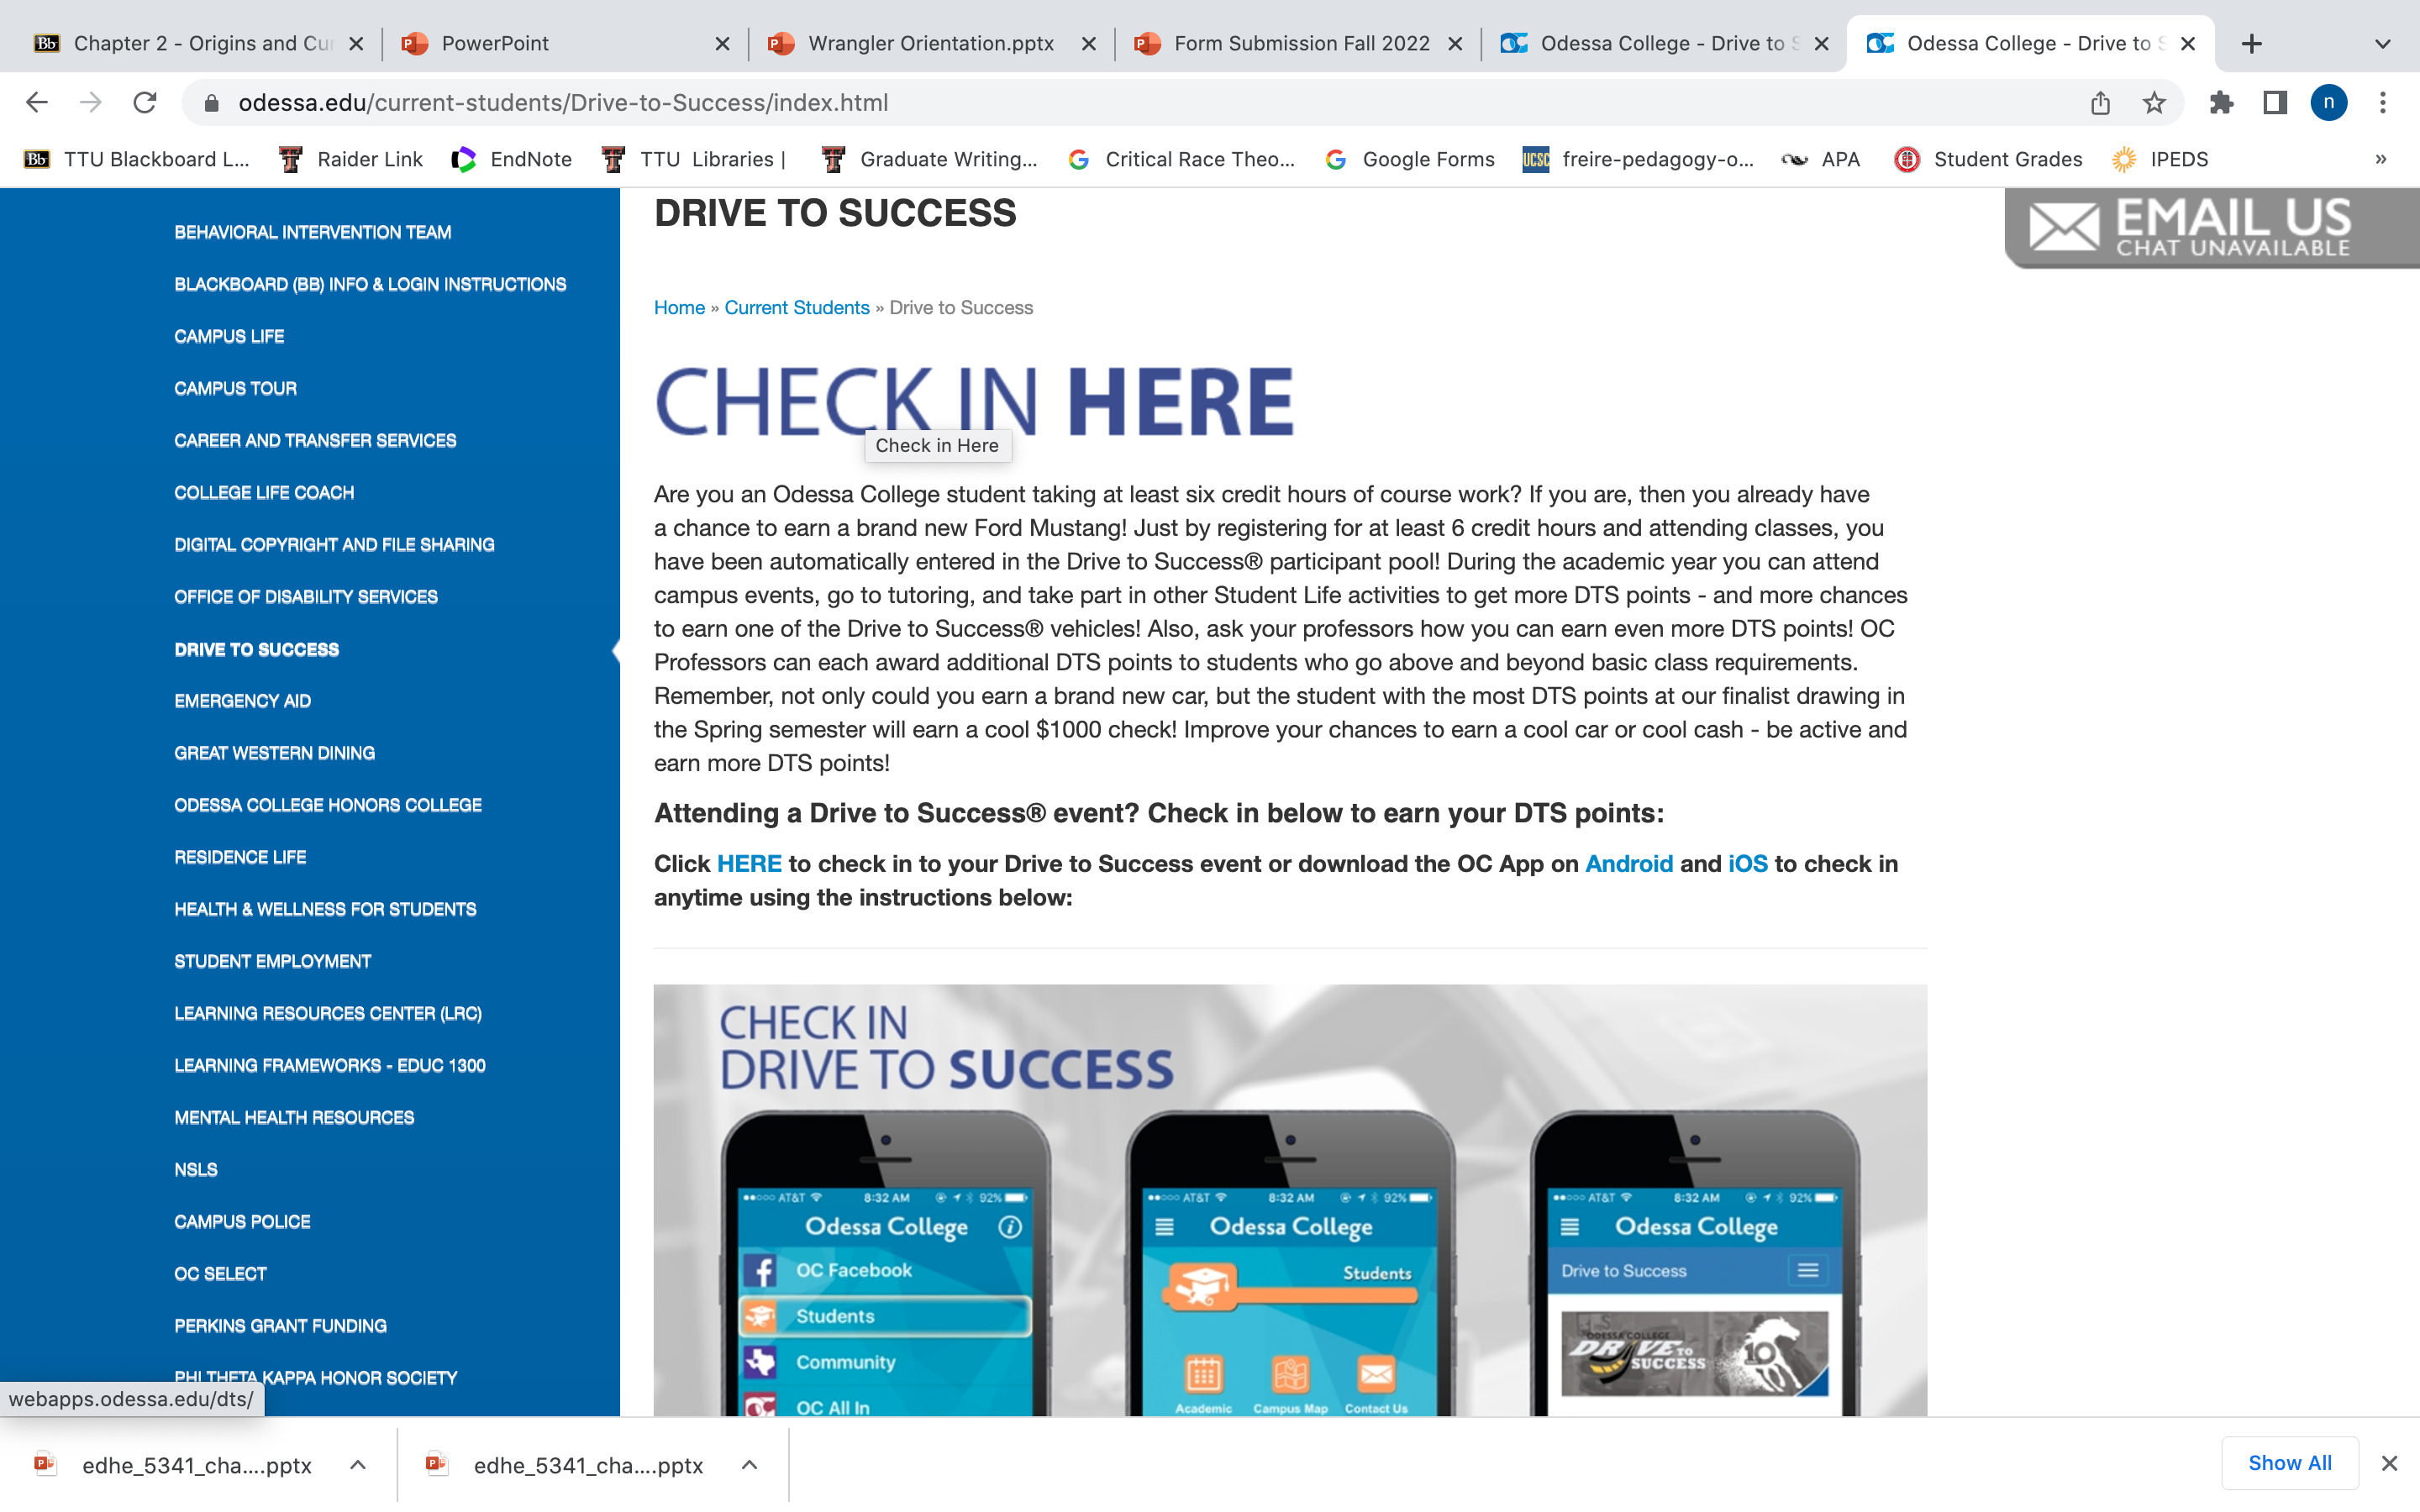 Chapter 2 - Origins and Cur
PowerPoint
Wrangler Orientation.pptx
Form Submission Fall 2022
Odessa College - Drive to S
Odessa College - Drive to S
odessa.edu/current-students/Drive-to-Success/index.html
n
Bb TTU Blackboard L...
Raider Link
EndNote
TTU Libraries |
Graduate Writing...
Critical Race Theo...
Google Forms
UCSC freire-pedagogy-o...
APA
Student Grades
IPEDS
»
BEHAVIORAL INTERVENTION TEAM
BLACKBOARD (BB) INFO & LOGIN INSTRUCTIONS
CAMPUS LIFE
CAMPUS TOUR
CAREER AND TRANSFER SERVICES
COLLEGE LIFE COACH
DIGITAL COPYRIGHT AND FILE SHARING
OFFICE OF DISABILITY SERVICES
DRIVE TO SUCCESS
EMERGENCY AID
GREAT WESTERN DINING
ODESSA COLLEGE HONORS COLLEGE
RESIDENCE LIFE
HEALTH & WELLNESS FOR STUDENTS
STUDENT EMPLOYMENT
LEARNING RESOURCES CENTER (LRC)
LEARNING FRAMEWORKS - EDUC 1300
MENTAL HEALTH RESOURCES
NSLS
CAMPUS POLICE
OC SELECT
PERKINS GRANT FUNDING
PHI THETA KAPPA HONOR SOCIETY
webapps.odessa.edu/dts/
DRIVE TO SUCCESS
EMAIL US
CHAT UNAVAILABLE
Home » Current Students » Drive to Success
CHECK IN HERE
Check in Here
Are you an Odessa College student taking at least six credit hours of course work? If you are, then you already have
a chance to earn a brand new Ford Mustang! Just by registering for at least 6 credit hours and attending classes, you
have been automatically entered in the Drive to Success® participant pool! During the academic year you can attend
campus events, go to tutoring, and take part in other Student Life activities to get more DTS points - and more chances
to earn one of the Drive to Success® vehicles! Also, ask your professors how you can earn even more DTS points! OC
Professors can each award additional DTS points to students who go above and beyond basic class requirements.
Remember, not only could you earn a brand new car, but the student with the most DTS points at our finalist drawing in
the Spring semester will earn a cool $1000 check! Improve your chances to earn a cool car or cool cash - be active and
earn more DTS points!
Attending a Drive to Success® event? Check in below to earn your DTS points:
Click HERE to check in to your Drive to Success event or download the OC App on Android and iOS to check in
anytime using the instructions below:
CHECK IN
DRIVE TO SUCCESS
AT&T 8:32 AM 92%
Odessa College
OC Facebook
Students
Community
OC All In
AT&T 8:32 AM 92%
Odessa College
Students
Academic Campus Map Contact Us
AT&T 8:32 AM 92%
Odessa College
Drive to Success
ODESSA COLLEGE
DRIVE TO
SUCCESS
10
edhe_5341_cha....pptx
edhe_5341_cha....pptx
Show All